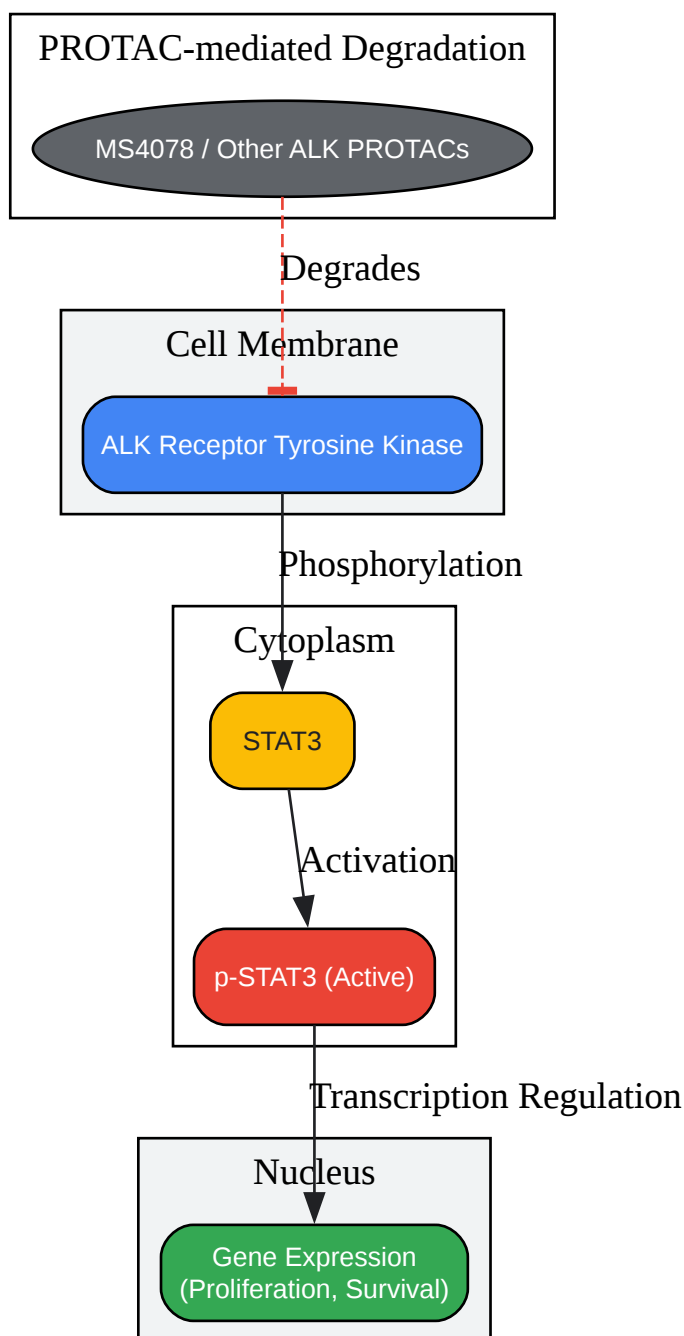 PROTAC-mediated Degradation
MS4078 / Other ALK PROTACs
Degrades
Cell Membrane
ALK Receptor Tyrosine Kinase
Phosphorylation
Cytoplasm
STAT3
Activation
p-STAT3 (Active)
Transcription Regulation
Nucleus
Gene Expression
(Proliferation, Survival)